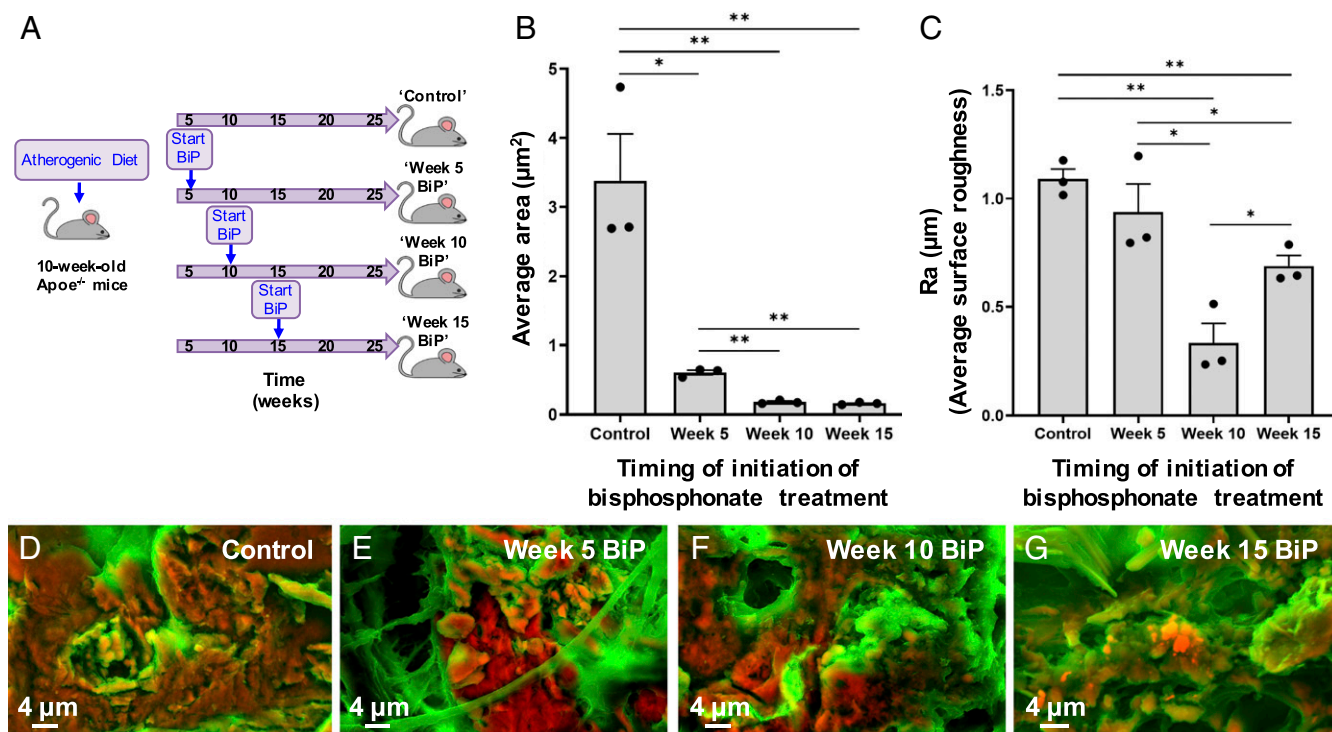 A
Atherogenic Diet
10-week-old
Apoe-/- mice
5 10 15 20 25
'Control'
Start
BiP
5 10 15 20 25
'Week 5
BiP'
Start
BiP
5 10 15 20 25
'Week 10
BiP'
Start
BiP
5 10 15 20 25
'Week 15
BiP'
Time
(weeks)
B
**
**
*
**
**
Average area (μm²)
5
4
3
2
1
0
Control Week 5 Week 10 Week 15
Timing of initiation of
bisphosphonate treatment
C
**
**
*
*
*
Ra (μm)
(Average surface roughness)
1.5
1.0
0.5
0.0
Control Week 5 Week 10 Week 15
Timing of initiation of
bisphosphonate treatment
D
Control
4 μm
E
Week 5 BiP
4 μm
F
Week 10 BiP
4 μm
G
Week 15 BiP
4 μm